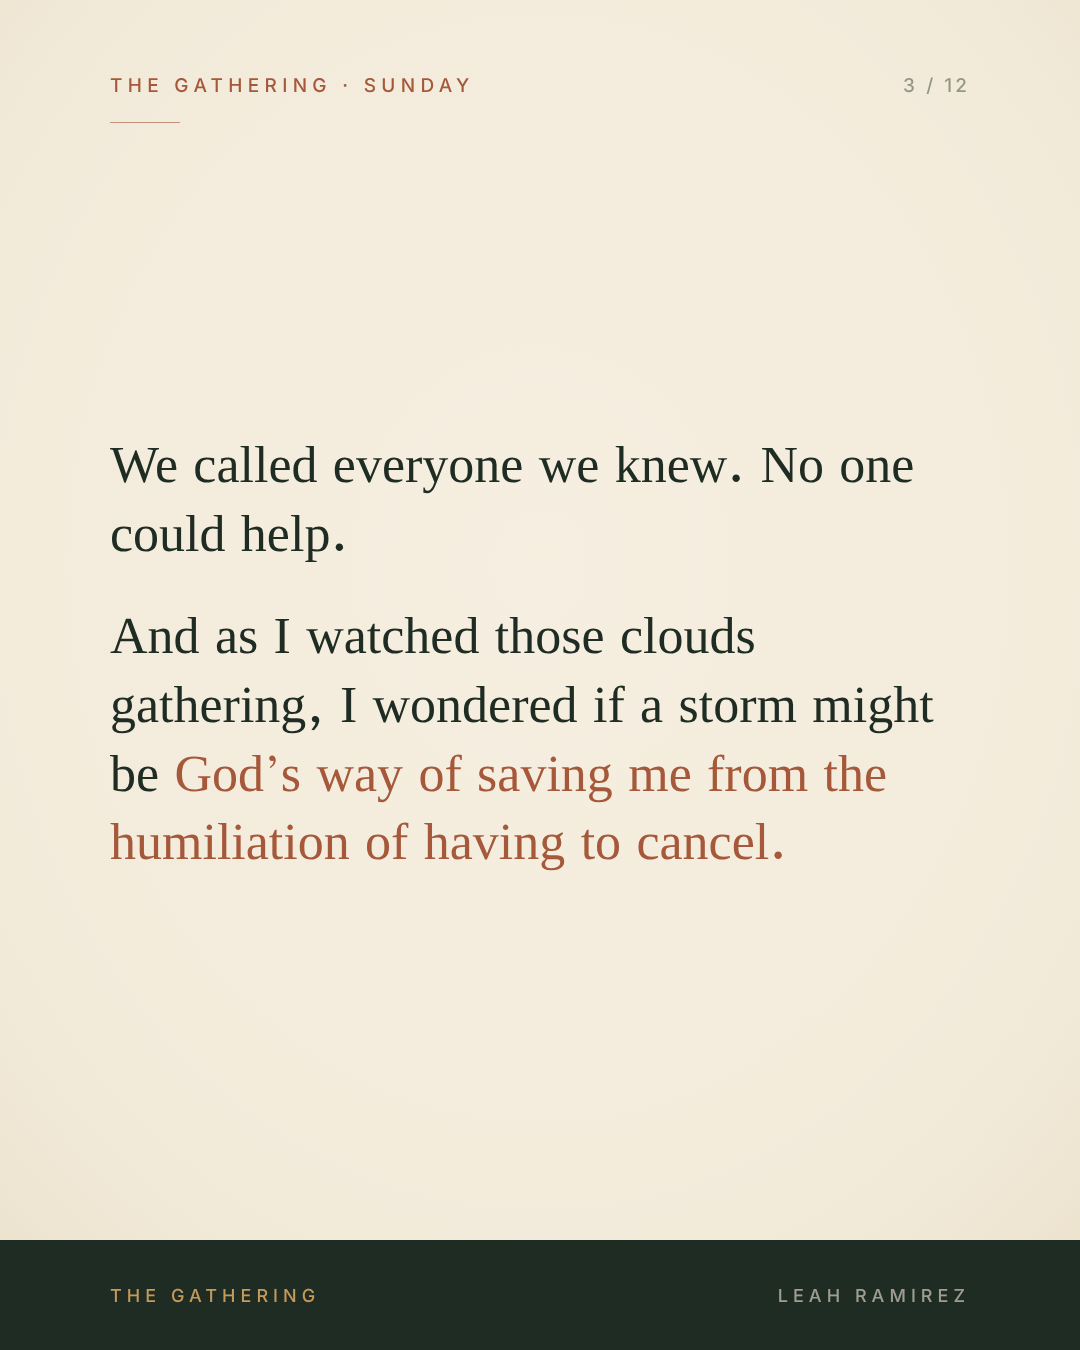 THE GATHERING · SUNDAY
3 / 12
We called everyone we knew. No one
could help.
And as I watched those clouds
gathering, I wondered if a storm might
be God’s way of saving me from the
humiliation of having to cancel.
THE GATHERING
LEAH RAMIREZ